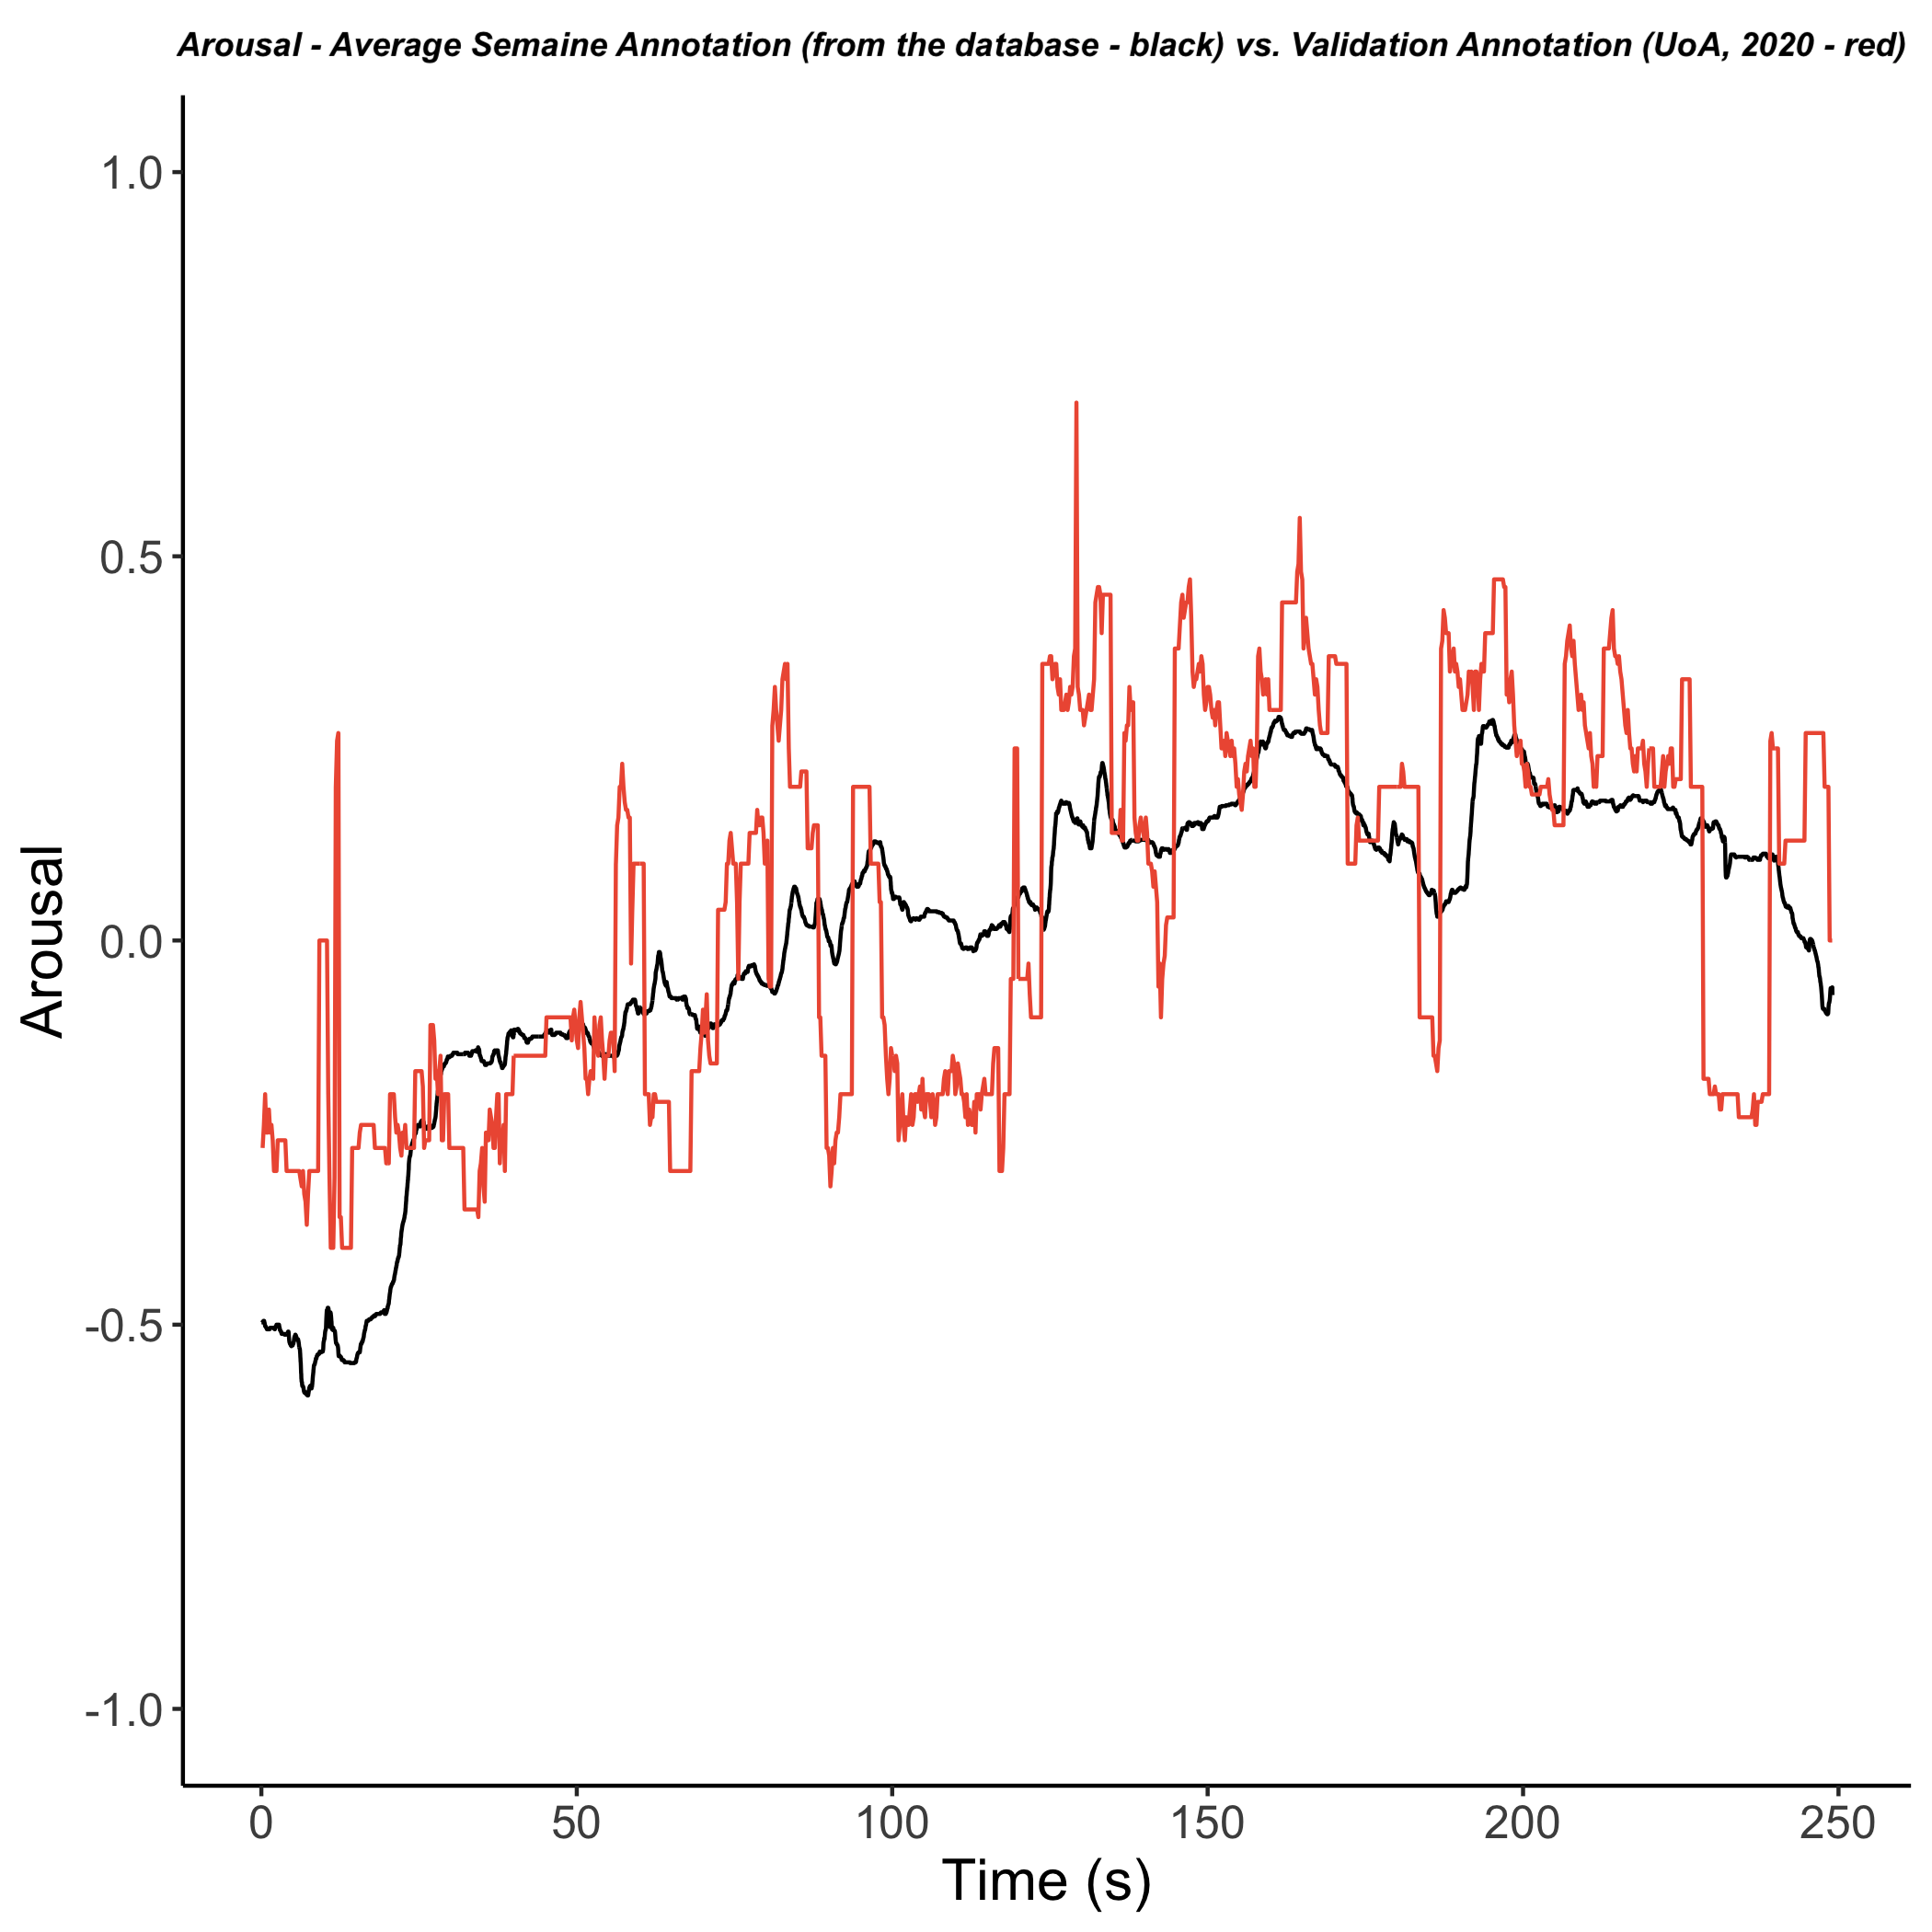 Arousal - Average Semaine Annotation (from the database - black) vs. Validation Annotation (UoA, 2020 - red)
Arousal
1.0
0.5
0.0
-0.5
-1.0
0 50 100 150 200 250
Time (s)